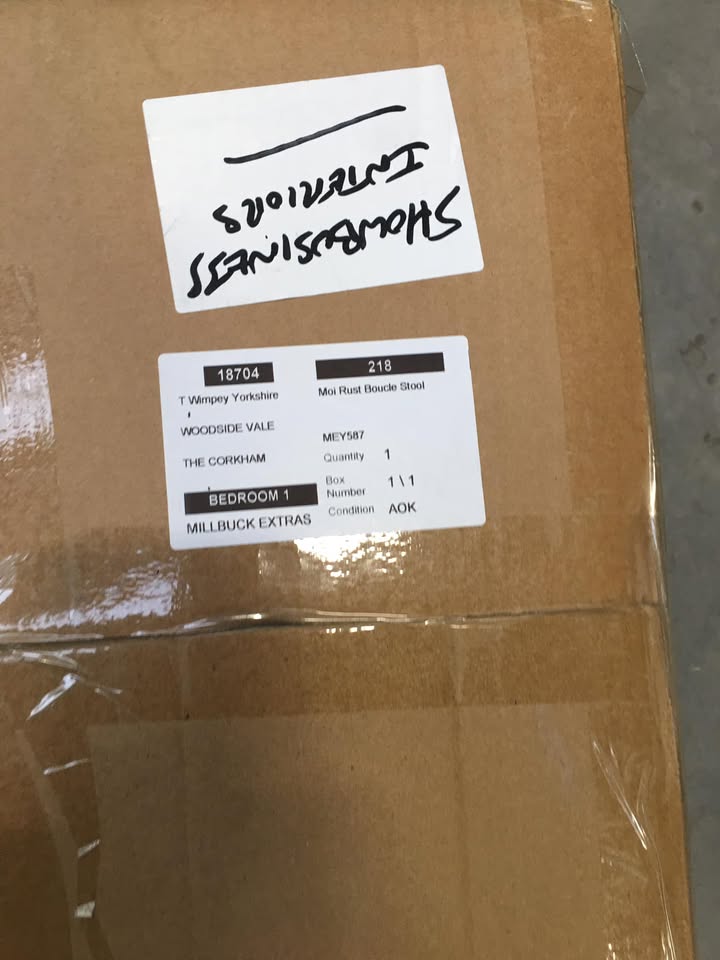 SHOWBUSINESS
INTERIORS
18704
T Wimpey Yorkshire
WOODSIDE VALE
THE CORKHAM
BEDROOM 1
MILLBUCK EXTRAS
218
Moi Rust Boucle Stool
MEY587
Quantity 1
Box Number 1\1
Condition AOK